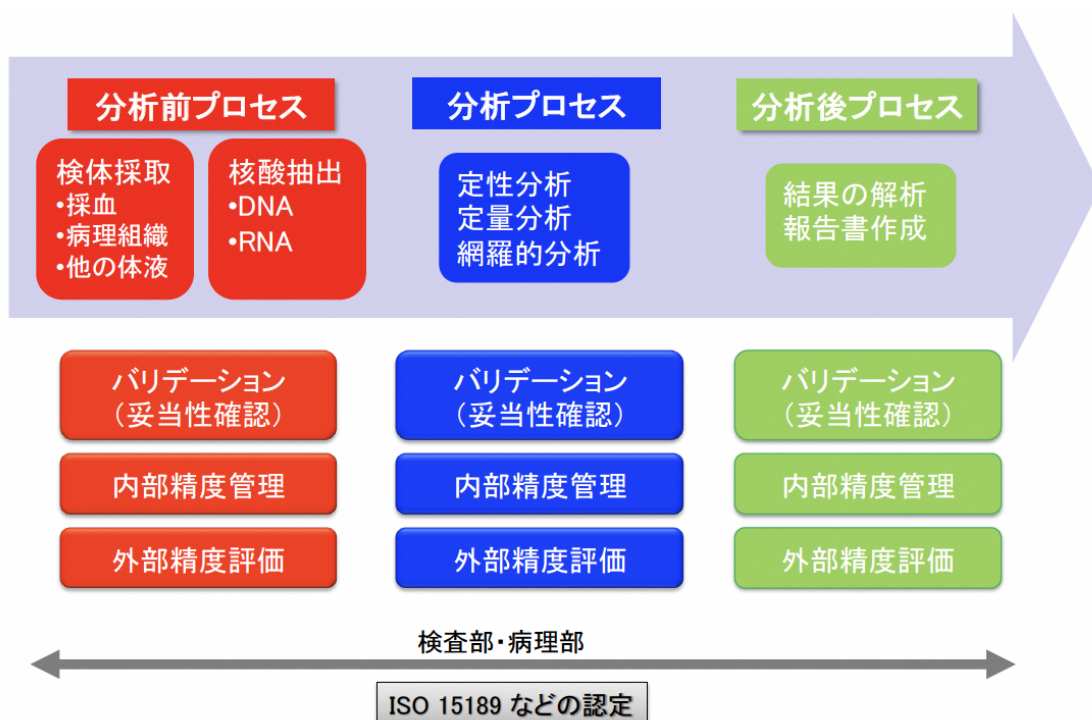 分析前プロセス
検体採取
•採血
•病理組織
•他の体液
核酸抽出
•DNA
•RNA
分析プロセス
定性分析
定量分析
網羅的分析
分析後プロセス
結果の解析
報告書作成
バリデーション
（妥当性確認）
内部精度管理
外部精度評価
バリデーション
（妥当性確認）
内部精度管理
外部精度評価
バリデーション
（妥当性確認）
内部精度管理
外部精度評価
検査部・病理部
ISO 15189 などの認定